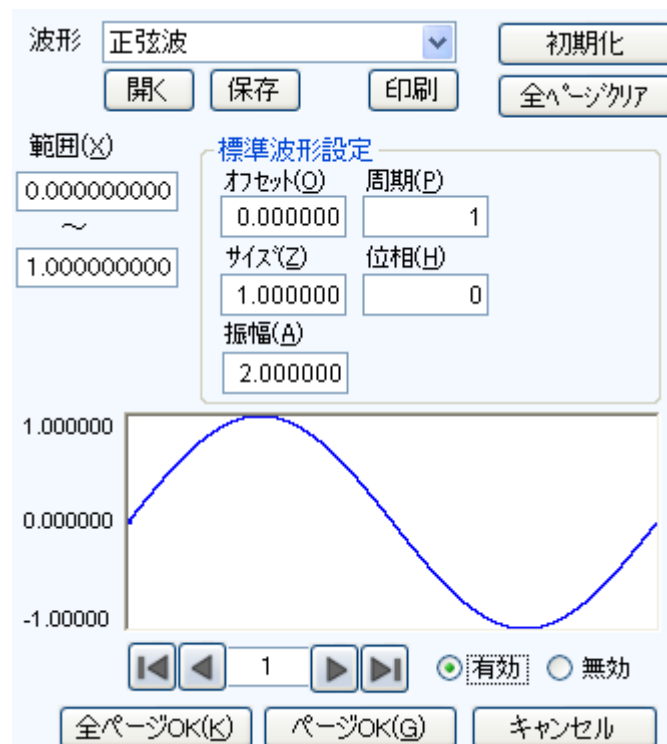 波形 正弦波 初期化
開く 保存 印刷 全ﾍﾟｰｼﾞｸﾘｱ
範囲(X) 標準波形設定
0.000000000 ｵﾌｾｯﾄ(O) 周期(P)
～ 0.000000 1
1.000000000 ｻｲｽﾞ(Z) 位相(H)
1.000000 0
振幅(A)
2.000000
1.000000
0.000000
-1.00000
1 有効 無効
全ページOK(K) ページOK(G) キャンセル